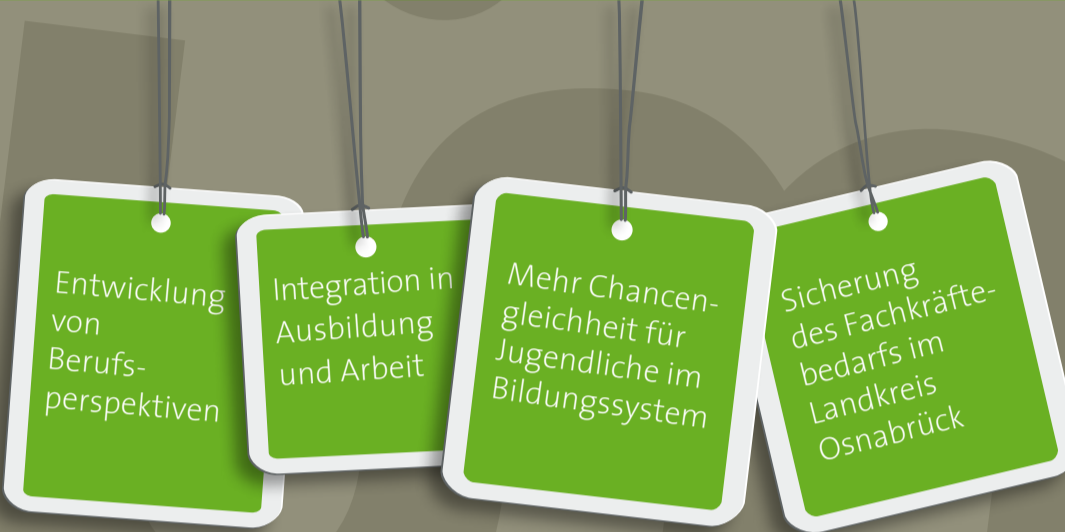 Entwicklung
von
Berufs-
perspektiven
Integration in
Ausbildung
und Arbeit
Mehr Chancen-
gleichheit für
Jugendliche im
Bildungssystem
Sicherung
des Fachkräfte-
bedarfs im
Landkreis
Osnabrück